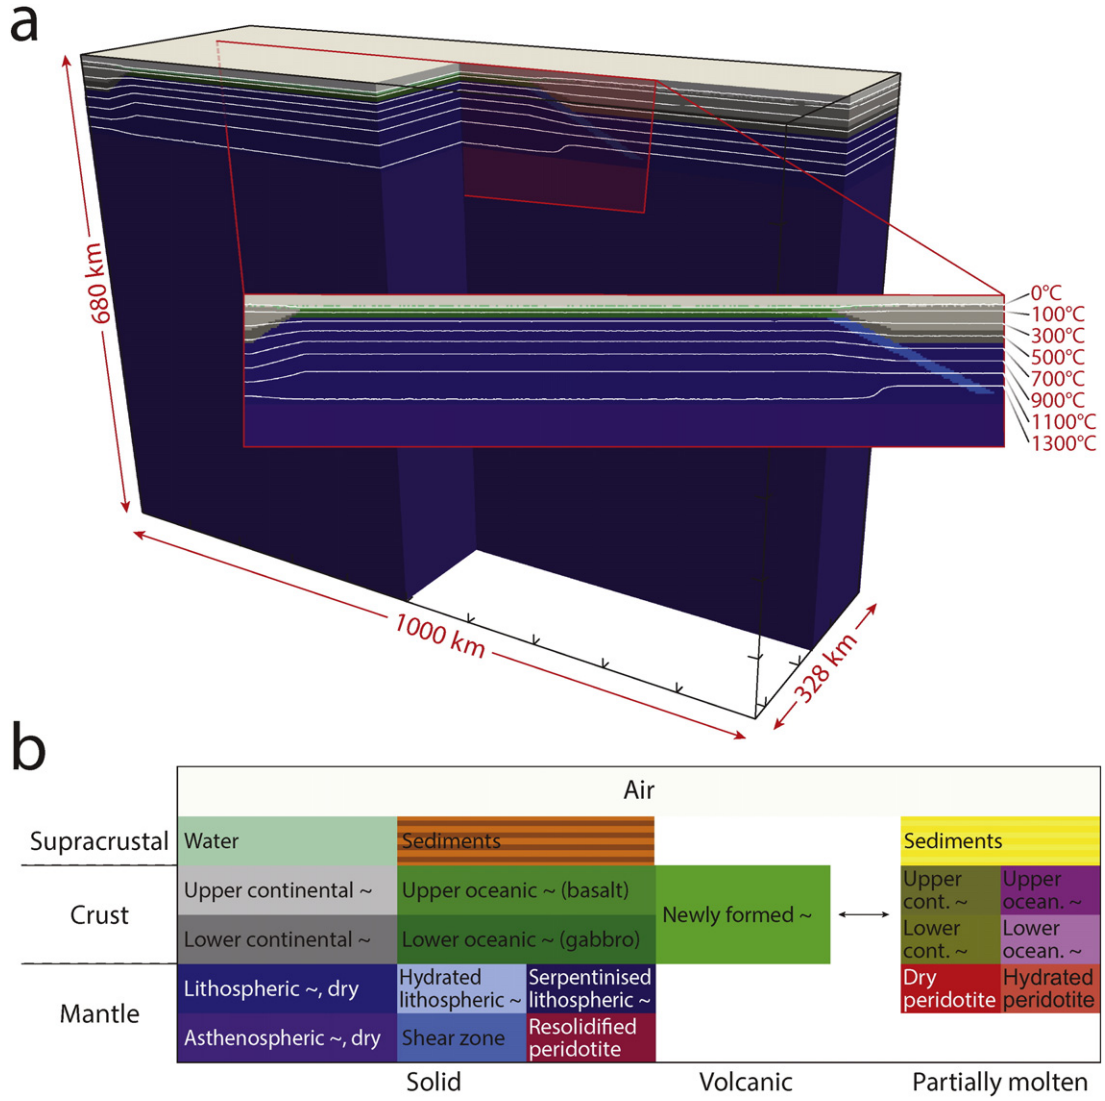 a
680 km
0°C
100°C
300°C
500°C
700°C
900°C
1100°C
1300°C
1000 km
328 km
b
Air
Supracrustal
Water
Sediments
Sediments
Crust
Upper continental ~
Upper oceanic ~ (basalt)
Newly formed ~
Upper
cont. ~
Upper
ocean. ~
Lower continental ~
Lower oceanic ~ (gabbro)
Lower
cont. ~
Lower
ocean. ~
Mantle
Lithospheric ~, dry
Hydrated
lithospheric ~
Serpentinised
lithospheric ~
Dry
peridotite
Hydrated
peridotite
Asthenospheric ~, dry
Shear zone
Resolidified
peridotite
Solid
Volcanic
Partially molten